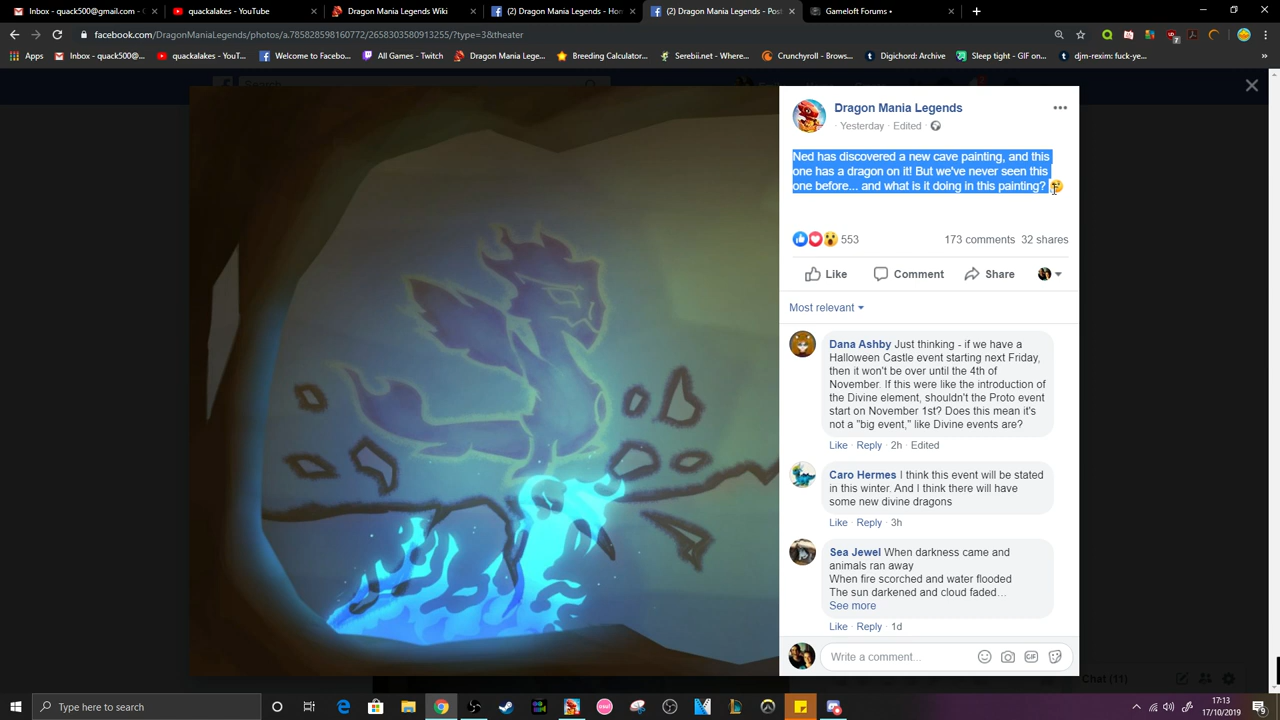 (2) YouTube
Dragon Mania Legends Wiki
(2) Dragon Mania Legends - Ho
(2) Dragon Mania Legends - Pos
Gameloft Forums •
facebook.com/DragonManiaLegends/photos/a.785828598160772/2658303580913255/?type=3&theater
Apps
Inbox - quack500@...
quackalakes - YouT...
Welcome to Facebo...
All Games - Twitch
Dragon Mania Lege...
Breeding Calculato...
Serebii.net - Where...
Crunchyroll - Brows...
Digichord: Archive
Sleep GIF - Find on...
djm-rexim: fuck-ye...
Search
Dragon Mania Legends
· Yesterday · Edited ·
Ned has discovered a new cave painting, and this
one has a dragon on it! But we've never seen this
one before... and what is it doing in this painting?
553
173 comments 32 shares
Like
Comment
Share
Most relevant
Dana Ashby Just thinking - if we have a
Halloween Castle event starting next Friday,
then it won't be over until the 4th of
November. If this were like the introduction of
the Divine element, shouldn't the Proto event
start on November 1st? Does this mean it's
not a "big event," like Divine events are?
Like · Reply · 2h · Edited
Caro Hermes I think this event will be stated
in this winter. And I think there will have
some new divine dragons
Like · Reply · 3h
Sea Jewel When darkness came and
animals ran away
When fire scorched and water flooded
The sun darkened and cloud faded…
See more
Like · Reply · 1d
Write a comment...
GIF
Chat (11)
Type here to search
17:13
17/10/2019